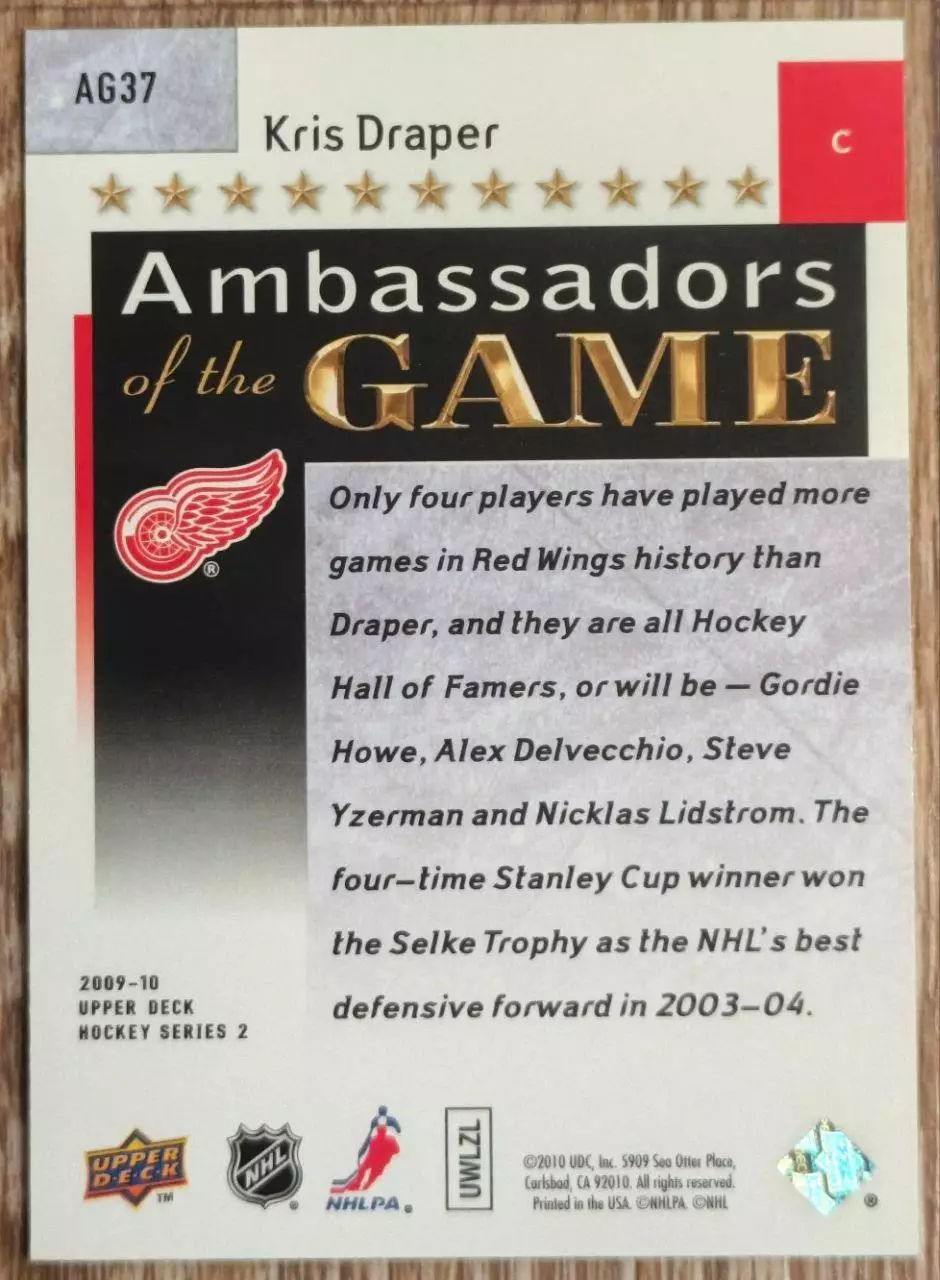 AG37
Kris Draper
C
Ambassadors
of the GAME
Only four players have played more
games in Red Wings history than
Draper, and they are all Hockey
Hall of Famers, or will be — Gordie
Howe, Alex Delvecchio, Steve
Yzerman and Nicklas Lidstrom. The
four-time Stanley Cup winner won
the Selke Trophy as the NHL's best
defensive forward in 2003-04.
®
2009-10
UPPER DECK
HOCKEY SERIES 2
UPPER
D·E·C·K
TM
NHL
®
NHLPA®
UWLZL
©2010 UDC, Inc. 5909 Sea Otter Place,
Carlsbad, CA 92010. All rights reserved.
Printed in the USA. ©NHLPA ©NHL
®